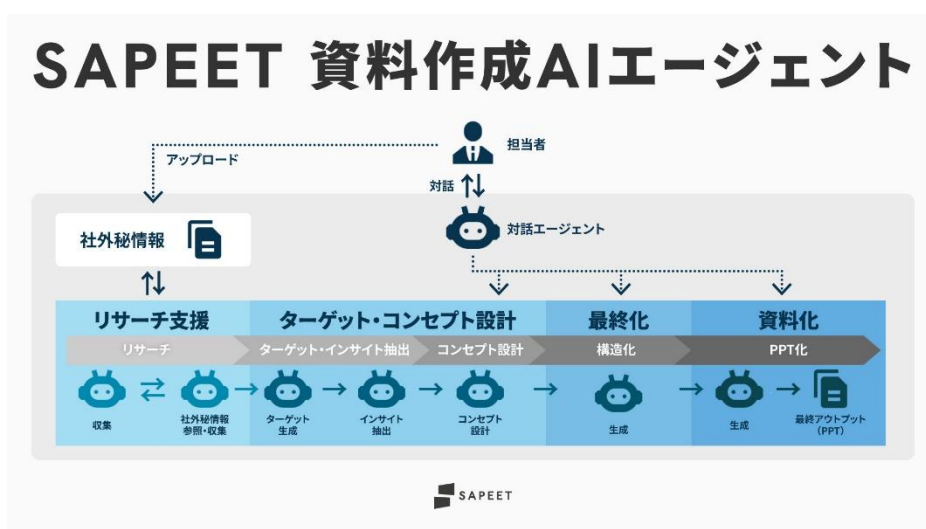 SAPEET 資料作成AIエージェント
担当者
アップロード
対話
社外秘情報
対話エージェント
リサーチ支援
ターゲット・コンセプト設計
最終化
資料化
リサーチ
ターゲット・インサイト抽出
コンセプト設計
構造化
PPT化
収集
社外秘情報
参照・収集
ターゲット
生成
インサイト
抽出
コンセプト
設計
生成
生成
最終アウトプット
(PPT)
SAPEET